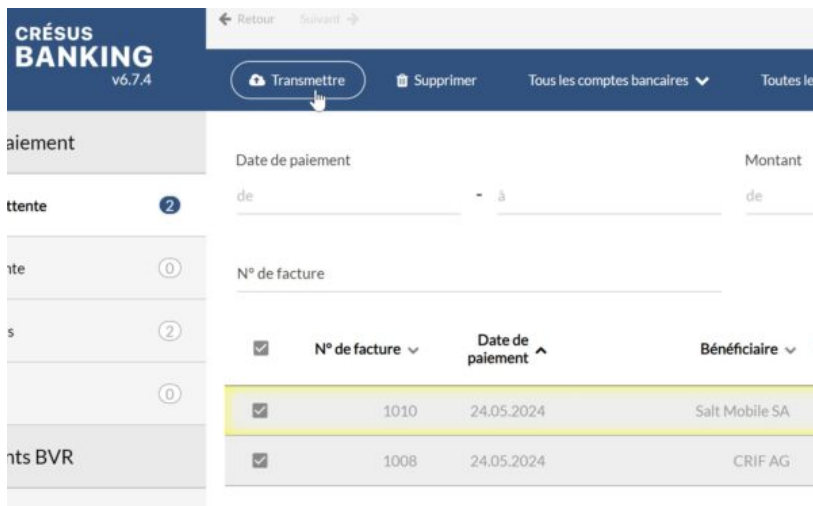 CRÉSUS
BANKING
v6.7.4
Retour Suivant
Transmettre Supprimer Tous les comptes bancaires Toutes le
aiement
Date de paiement Montant
ttente 2
de - à de
nte 0
N° de facture
s 2
N° de facture Date de paiement Bénéficiaire
0
1010 24.05.2024 Salt Mobile SA
nts BVR
1008 24.05.2024 CRIF AG